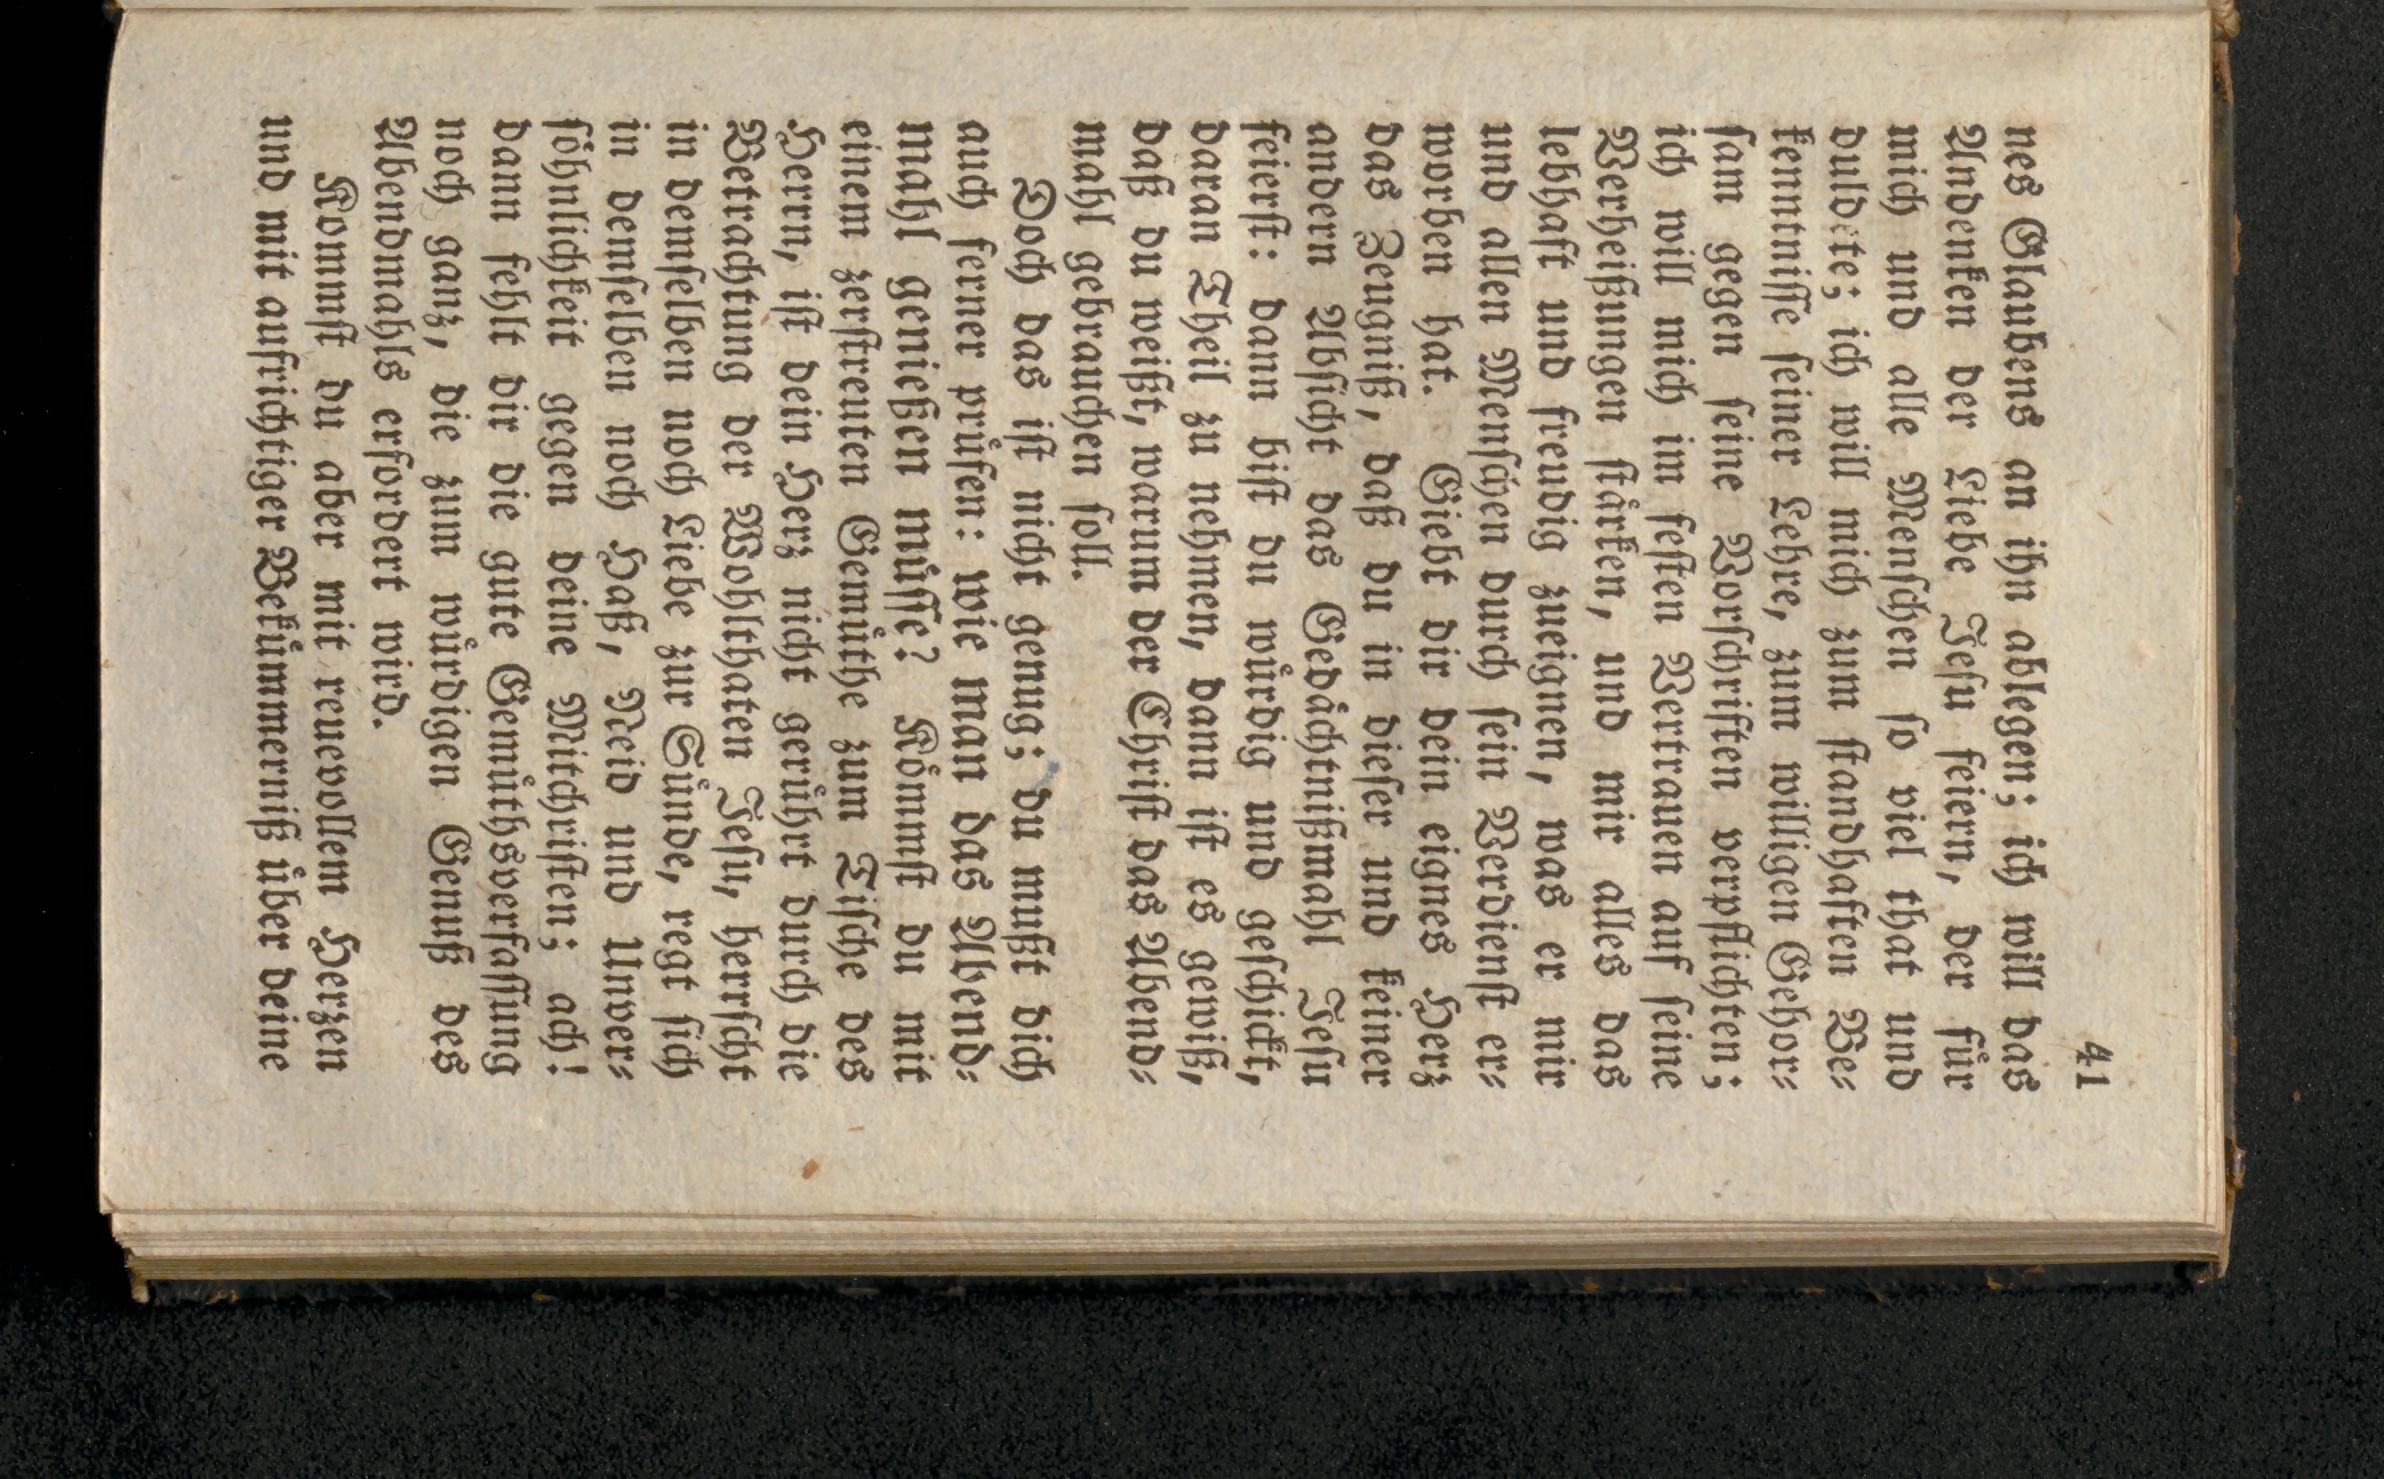 41
nes Glaubens an ihn ablegen; ich will das
Andenken der Liebe Jesu feiern, der für
mich und alle Menschen so viel that und
duldete; ich will mich zum standhaften Be⸗
kenntnisse seiner Lehre, zum willigen Gehor⸗
sam gegen seine Vorschriften verpflichten;
ich will mich im festen Vertrauen auf seine
Verheißungen stärken, und mir alles das
lebhaft und freudig zueignen, was er mir
und allen Menschen durch sein Verdienst er⸗
worben hat. Giebt dir dein eignes Herz
das Zeugniß, daß du in dieser und keiner
andern Absicht das Gedächtnißmahl Jesu
feierst: dann bist du würdig und geschickt,
daran Theil zu nehmen, dann ist es gewiß,
daß du weißt, warum der Christ das Abend⸗
mahl gebrauchen soll.
Doch das ist nicht genug; du mußt dich
auch ferner prüfen: wie man das Abend⸗
mahl genießen müsse? Kömmst du mit
einem zerstreuten Gemüthe zum Tische des
Herrn, ist dein Herz nicht gerührt durch die
Betrachtung der Wohlthaten Jesu, herrscht
in demselben noch Liebe zur Sünde, regt sich
in demselben noch Haß, Neid und Unver⸗
söhnlichkeit gegen deine Mitchristen; ach!
dann fehlt dir die gute Gemüthsverfassung
noch ganz, die zum würdigen Genuß des
Abendmahls erfordert wird.
Kommst du aber mit reuevollem Herzen
und mit aufrichtiger Bekümmerniß über deine